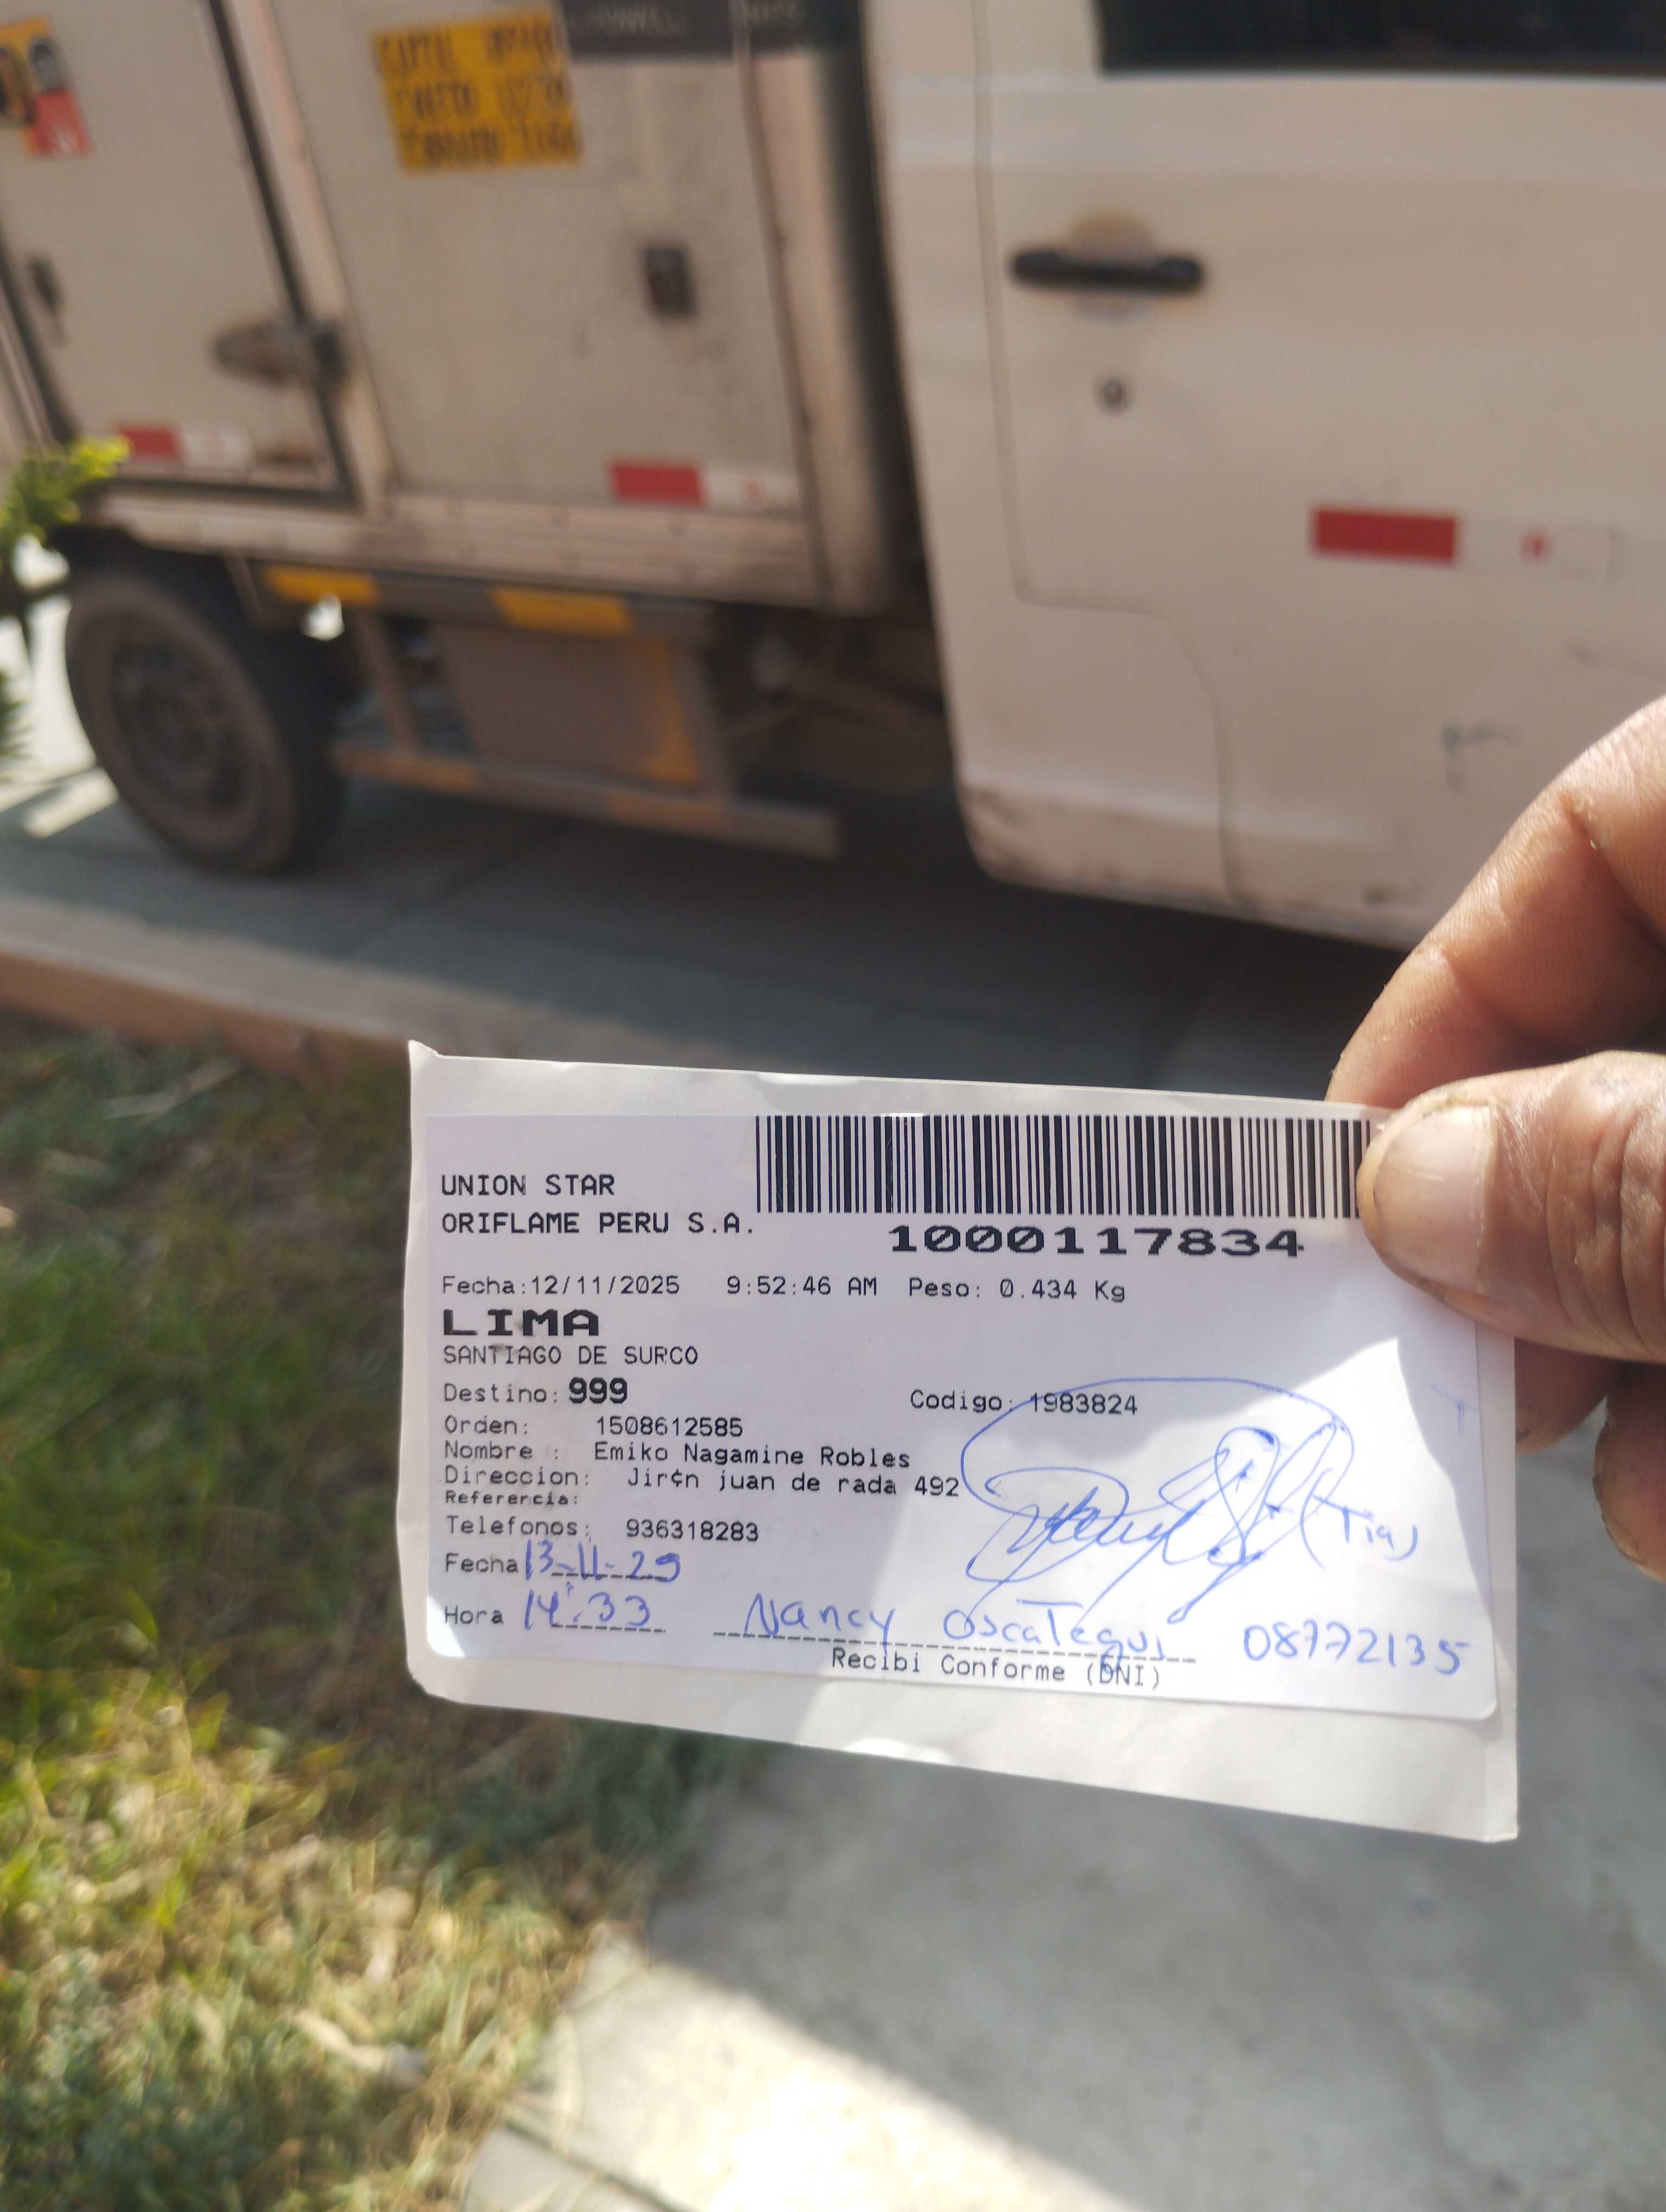 UNION STAR
ORIFLAME PERU S.A.
1000117834
Fecha:12/11/2025 9:52:46 AM Peso: 0.434 Kg
LIMA
SANTIAGO DE SURCO
Destino: 999 Codigo: 1983824
Orden: 1508612585
Nombre : Emiko Nagamine Robles
Direccion: Jir¢n juan de rada 492
Referencia:
Telefonos: 936318283
(Tia)
Fecha 13-11-25
Hora 14:33 Nancy Oscategui 08772135
Recibi Conforme (DNI)